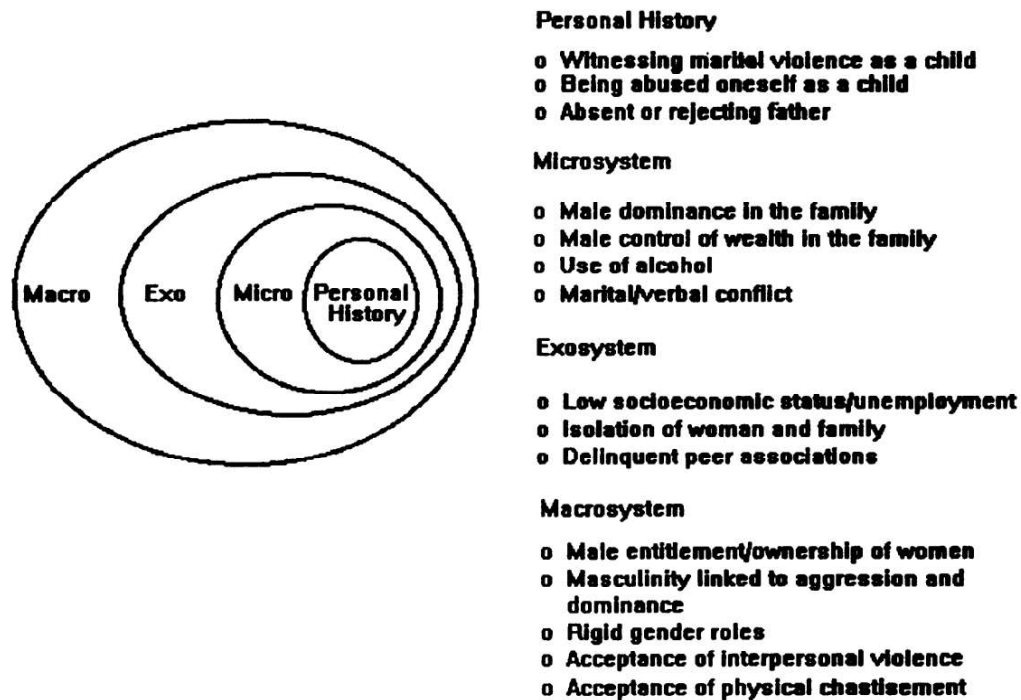 Macro
Exo
Micro
Personal
History
Personal History
o Witnessing marital violence as a child
o Being abused oneself as a child
o Absent or rejecting father
Microsystem
o Male dominance in the family
o Male control of wealth in the family
o Use of alcohol
o Marital/verbal conflict
Exosystem
o Low socioeconomic status/unemployment
o Isolation of woman and family
o Delinquent peer associations
Macrosystem
o Male entitlement/ownership of women
o Masculinity linked to aggression and
dominance
o Rigid gender roles
o Acceptance of interpersonal violence
o Acceptance of physical chastisement